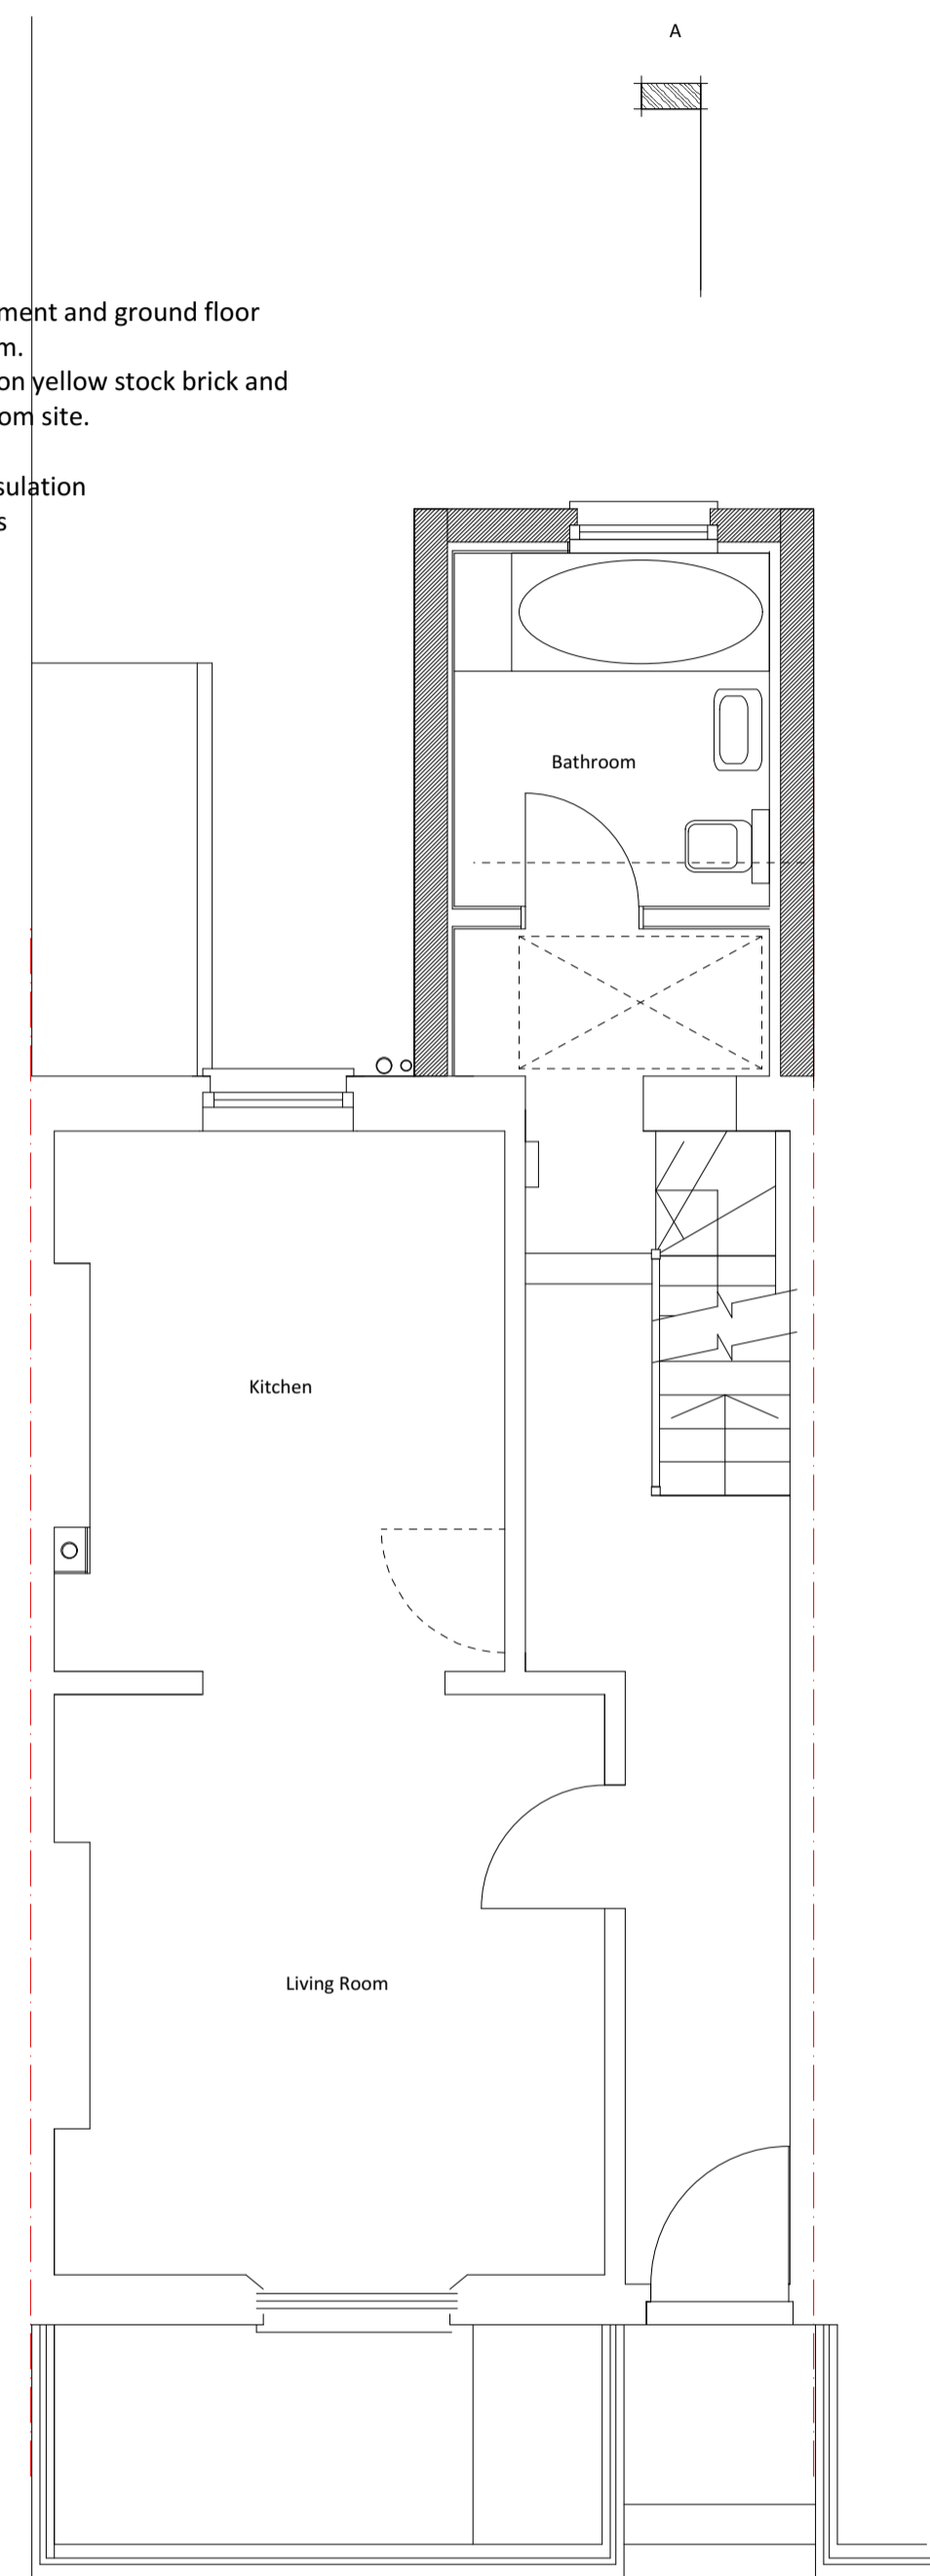 A
ment and ground floor
m.
on yellow stock brick and
om site.
sulation
s
Bathroom
Kitchen
Living Room